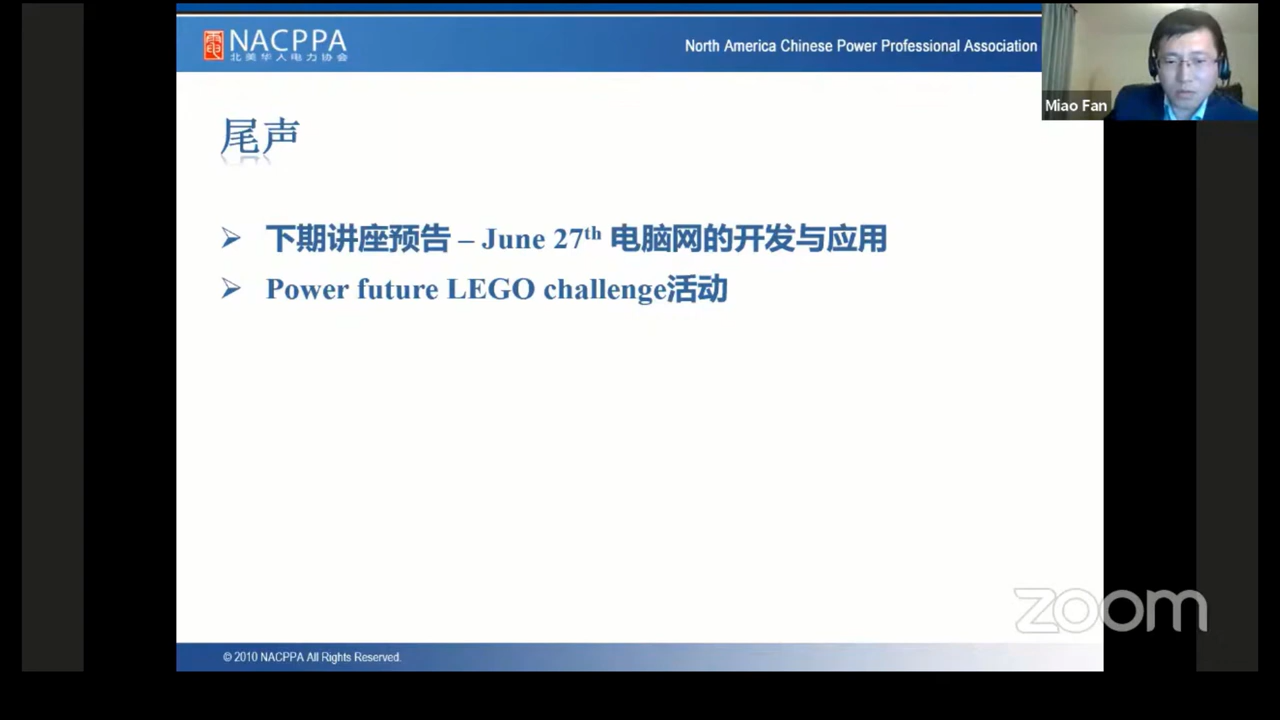 NACPPA
北美华人电力协会
North America Chinese Power Professional Association
Miao Fan
尾声
下期讲座预告 – June 27th 电脑网的开发与应用
Power future LEGO challenge活动
zoom
© 2010 NACPPA All Rights Reserved.